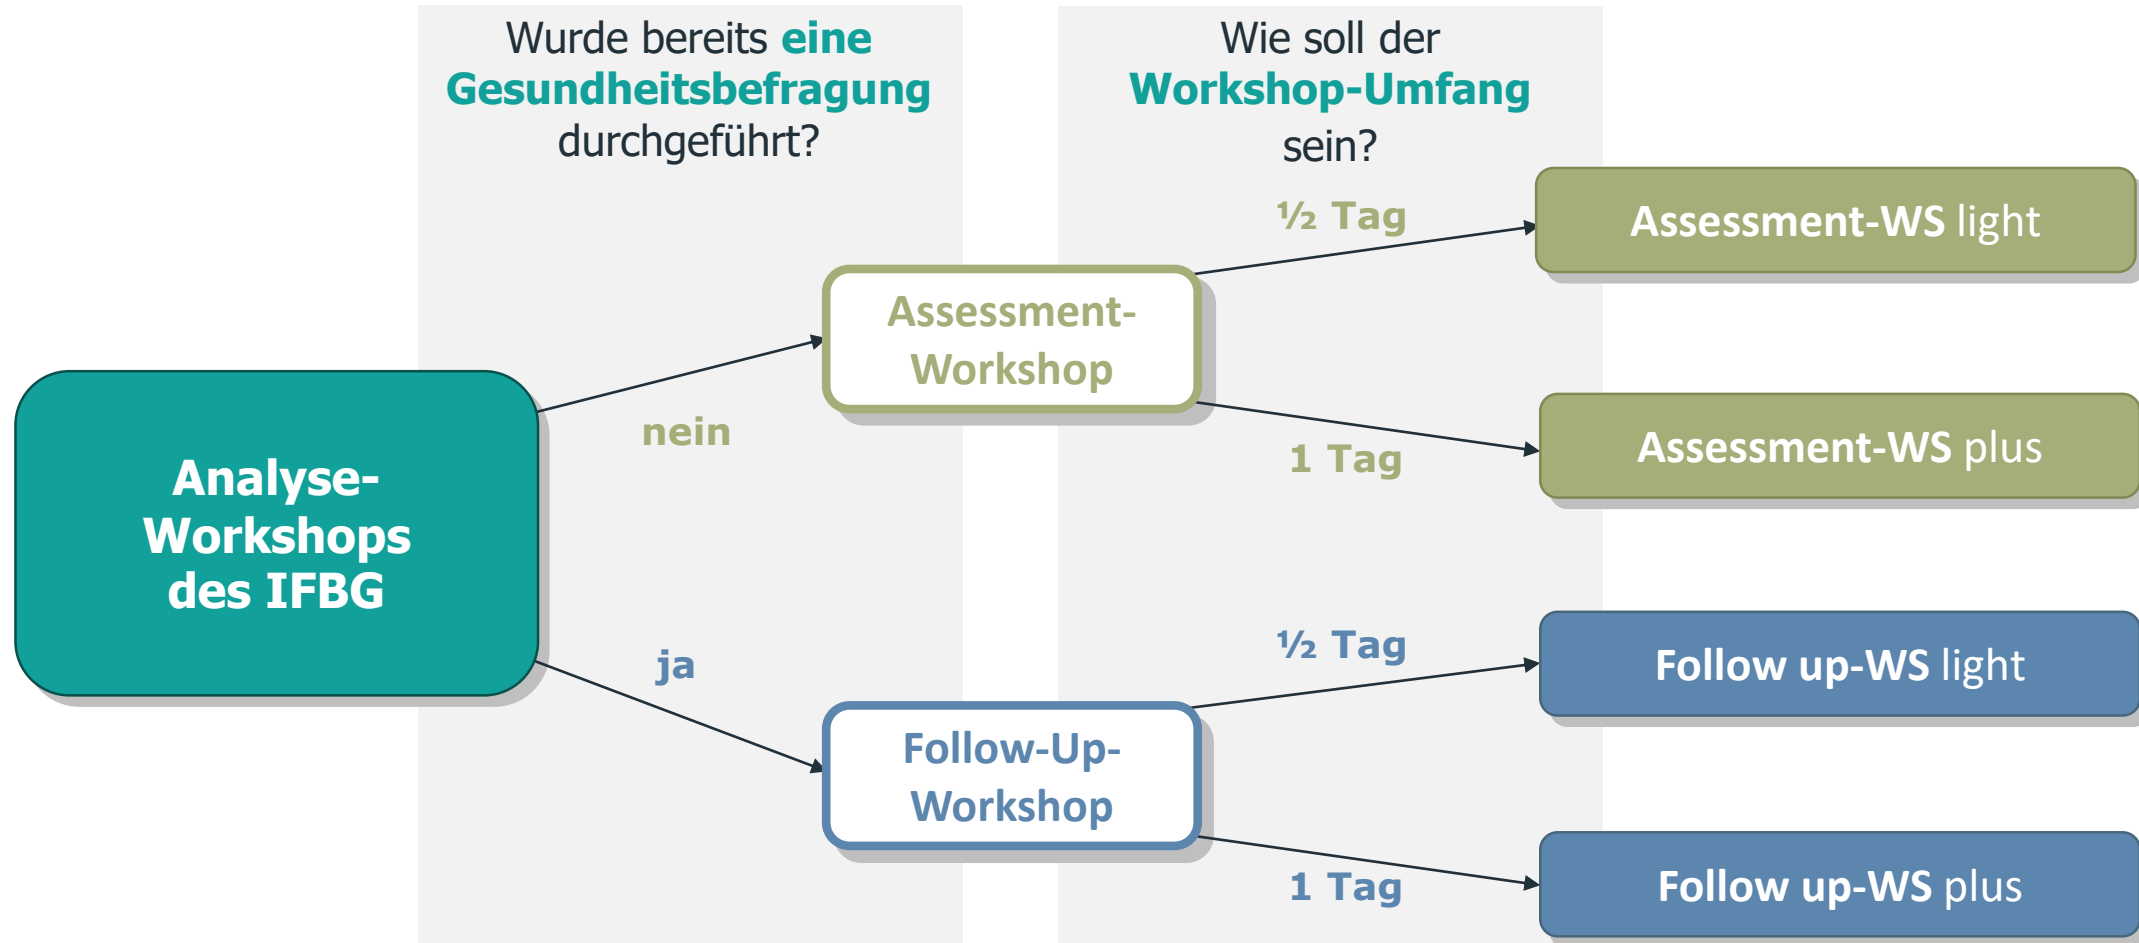 Wurde bereits eine
Gesundheitsbefragung
durchgeführt?
Wie soll der
Workshop-Umfang
sein?
Analyse-
Workshops
des IFBG
nein
ja
Assessment-
Workshop
Follow-Up-
Workshop
½ Tag
1 Tag
½ Tag
1 Tag
Assessment-WS light
Assessment-WS plus
Follow up-WS light
Follow up-WS plus